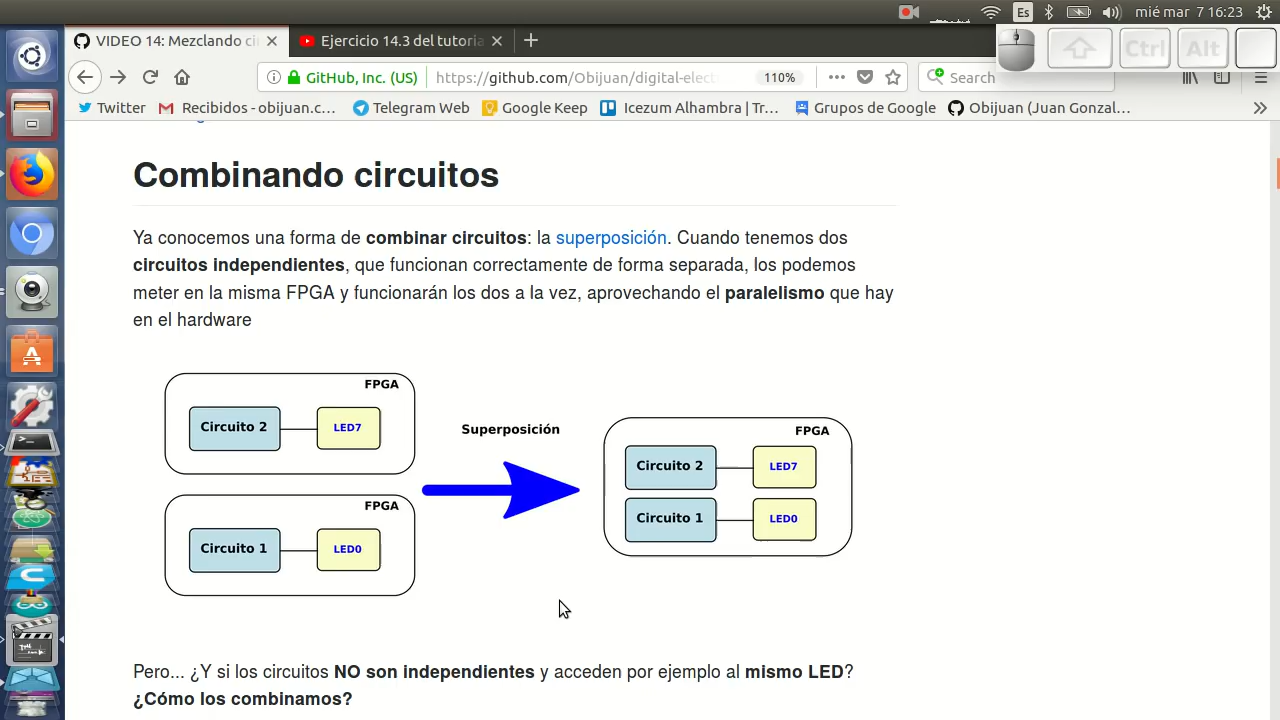 Es
mié mar 7 16:23
VIDEO 14: Mezclando ci
Ejercicio 14.3 del tutoria
Ctrl
Alt
GitHub, Inc. (US)
https://github.com/Obijuan/digital-elect
110%
Search
Twitter
Recibidos - obijuan.c…
Telegram Web
Google Keep
Icezum Alhambra | Tr…
Grupos de Google
Obijuan (Juan Gonzal…
Combinando circuitos
Ya conocemos una forma de combinar circuitos: la superposición. Cuando tenemos dos
circuitos independientes, que funcionan correctamente de forma separada, los podemos
meter en la misma FPGA y funcionarán los dos a la vez, aprovechando el paralelismo que hay
en el hardware
FPGA
Circuito 2
LED7
FPGA
Circuito 1
LED0
Superposición
FPGA
Circuito 2
LED7
Circuito 1
LED0
Pero... ¿Y si los circuitos NO son independientes y acceden por ejemplo al mismo LED?
¿Cómo los combinamos?